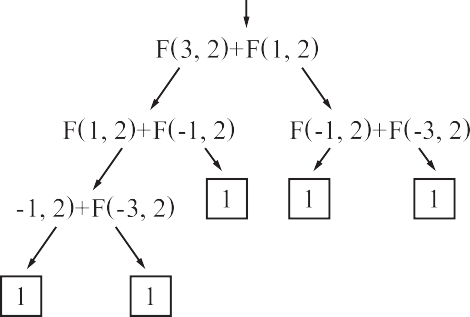 F(3, 2)+F(1, 2)
F(1, 2)+F(-1, 2) F(-1, 2)+F(-3, 2)
1 1 1
-1, 2)+F(-3, 2)
1 1